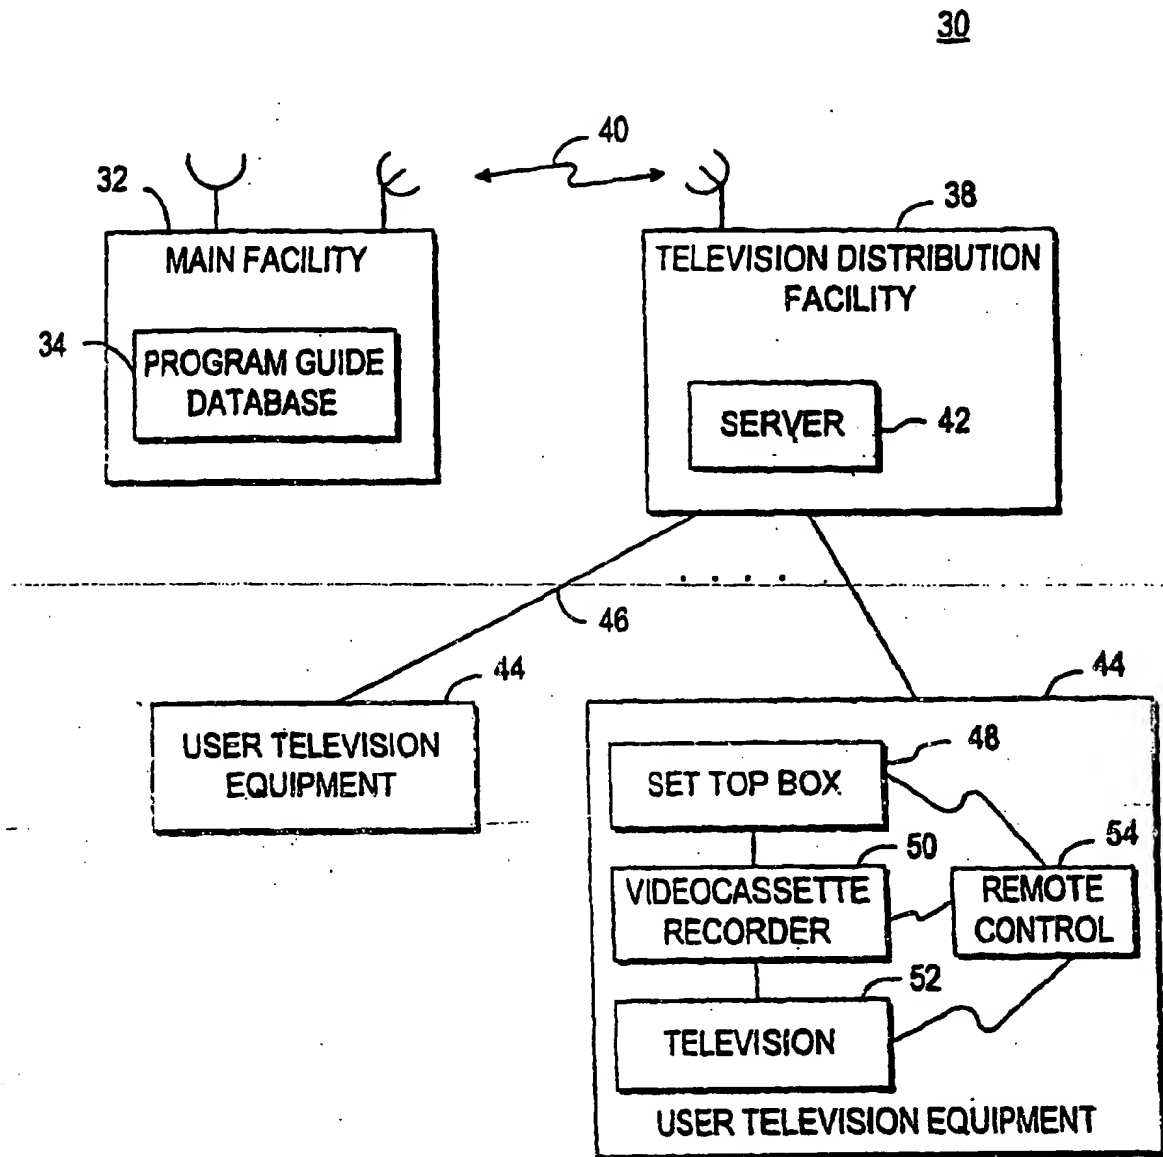 30
40
32
38
MAIN FACILITY
TELEVISION DISTRIBUTION
FACILITY
34
PROGRAM GUIDE
DATABASE
SERVER
42
46
44
44
USER TELEVISION
EQUIPMENT
48
SET TOP BOX
50
54
VIDEOCASSETTE
RECORDER
REMOTE
CONTROL
52
TELEVISION
USER TELEVISION EQUIPMENT